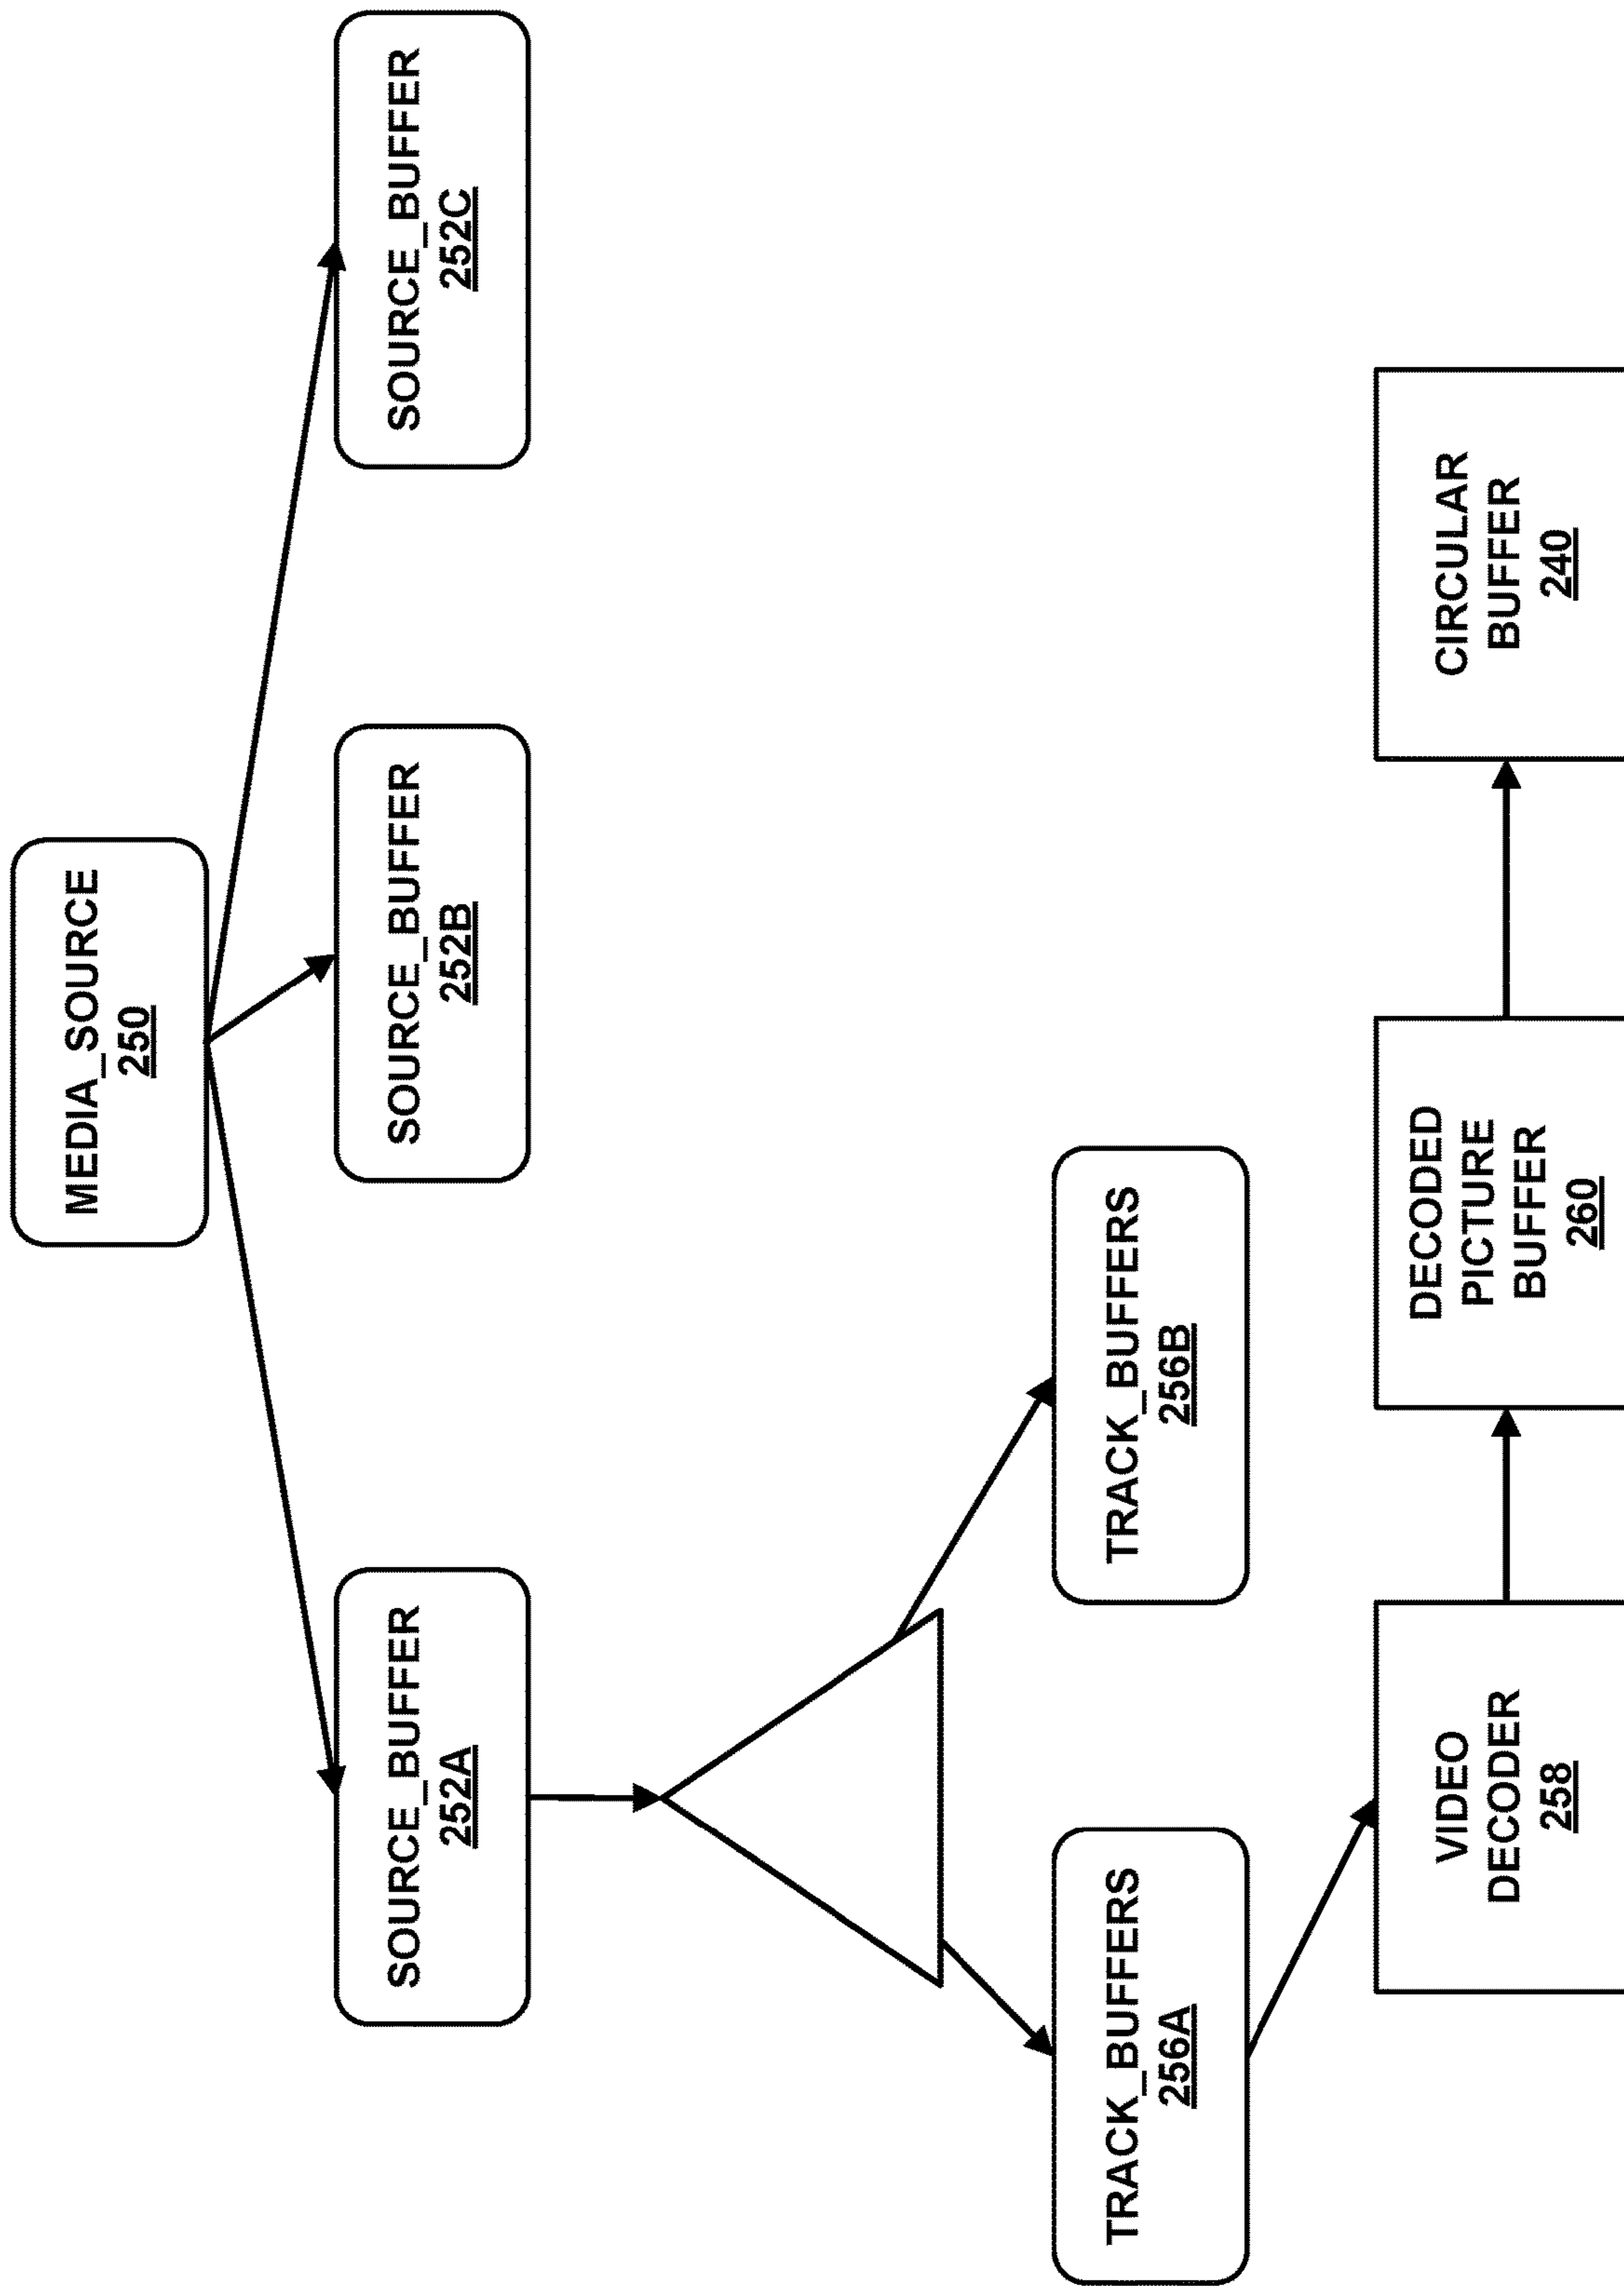 MEDIA_SOURCE
250
SOURCE_BUFFER
252A
SOURCE_BUFFER
252B
SOURCE_BUFFER
252C
TRACK_BUFFERS
256A
TRACK_BUFFERS
256B
VIDEO
DECODER
258
DECODED
PICTURE
BUFFER
260
CIRCULAR
BUFFER
240